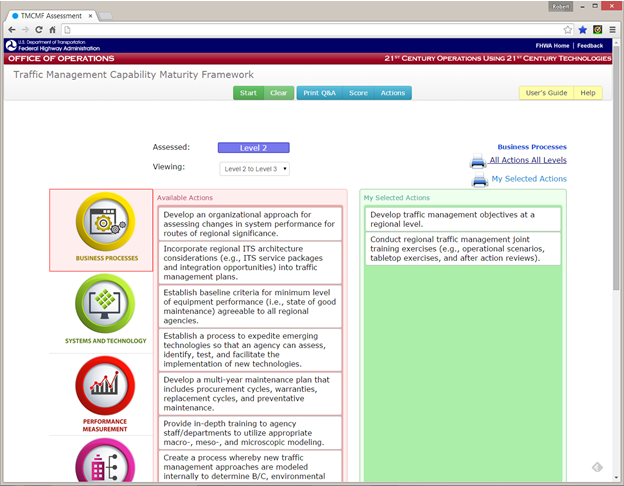 Robert
TMCMF Assessment
U.S. Department of Transportation
Federal Highway Administration
FHWA Home | Feedback
OFFICE OF OPERATIONS
21ST CENTURY OPERATIONS USING 21ST CENTURY TECHNOLOGIES
Traffic Management Capability Maturity Framework
Start Clear Print Q&A Score Actions User's Guide Help
Assessed: Level 2
Viewing: Level 2 to Level 3
Business Processes
All Actions All Levels
My Selected Actions
BUSINESS PROCESSES
SYSTEMS AND TECHNOLOGY
PERFORMANCE
MEASUREMENT
Available Actions
Develop an organizational approach for
assessing changes in system performance for
routes of regional significance.
Incorporate regional ITS architecture
considerations (e.g., ITS service packages
and integration opportunities) into traffic
management plans.
Establish baseline criteria for minimum level
of equipment performance (i.e., state of good
maintenance) agreeable to all regional
agencies.
Establish a process to expedite emerging
technologies so that an agency can assess,
identify, test, and facilitate the
implementation of new technologies.
Develop a multi-year maintenance plan that
includes procurement cycles, warranties,
replacement cycles, and preventative
maintenance.
Provide in-depth training to agency
staff/departments to utilize appropriate
macro-, meso-, and microscopic modeling.
Create a process whereby new traffic
management approaches are modeled
internally to determine B/C, environmental
My Selected Actions
Develop traffic management objectives at a
regional level.
Conduct regional traffic management joint
training exercises (e.g., operational scenarios,
tabletop exercises, and after action reviews).